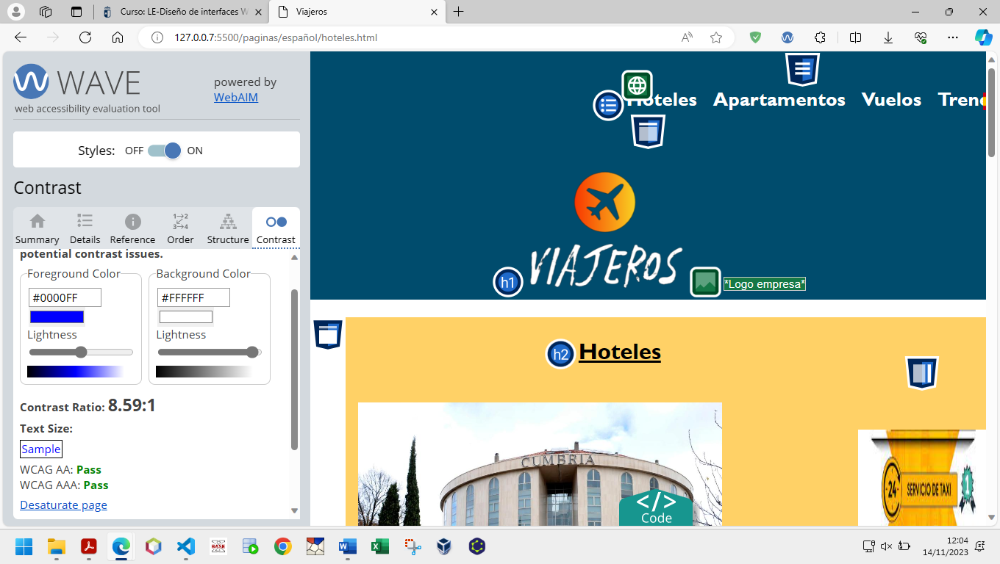 Curso: LE-Diseño de interfaces W
Viajeros
127.0.0.7:5500/paginas/español/hoteles.html
WAVE
web accessibility evaluation tool
powered by
WebAIM
Styles: OFF ON
Contrast
Summary Details Reference Order Structure Contrast
potential contrast issues.
Foreground Color Background Color
#0000FF #FFFFFF
Lightness Lightness
Contrast Ratio: 8.59:1
Text Size:
Sample
WCAG AA: Pass
WCAG AAA: Pass
Desaturate page
Hoteles Apartamentos Vuelos Tren
VIAJEROS
h1
*Logo empresa*
h2 Hoteles
CUMBRIA
</>
Code
24
SERVICIO DE TAXI
1
12:04
14/11/2023